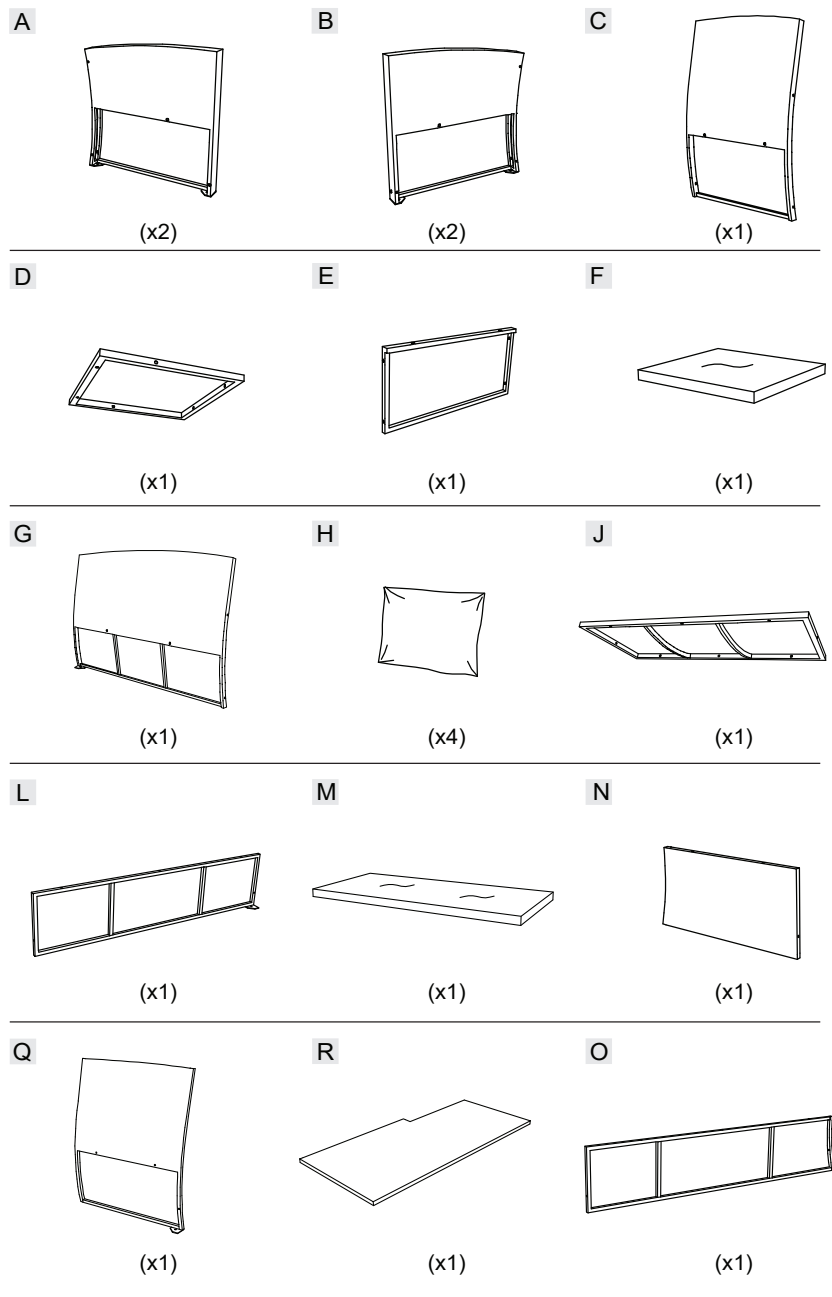 A B C
(x2) (x2) (x1)
D E F
(x1) (x1) (x1)
G H J
(x1) (x4) (x1)
L M N
(x1) (x1) (x1)
Q R O
(x1) (x1) (x1)